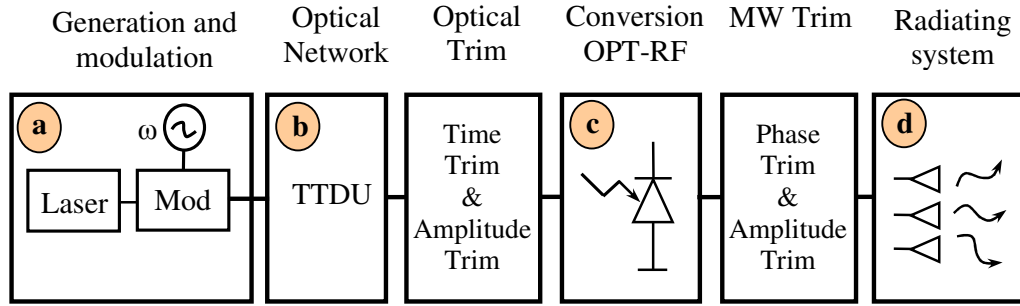 Generation and
modulation
Optical
Network
Optical
Trim
Conversion
OPT-RF
MW Trim
Radiating
system
a
ω
Laser
Mod
b
TTDU
Time
Trim
&
Amplitude
Trim
c
Phase
Trim
&
Amplitude
Trim
d